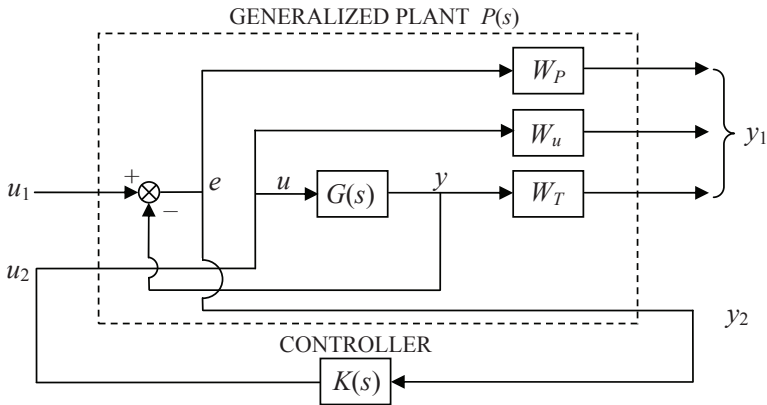 GENERALIZED PLANT P(s)
W_P
W_u
y_1
+
e
u
G(s)
y
W_T
u_1
−
u_2
y_2
CONTROLLER
K(s)